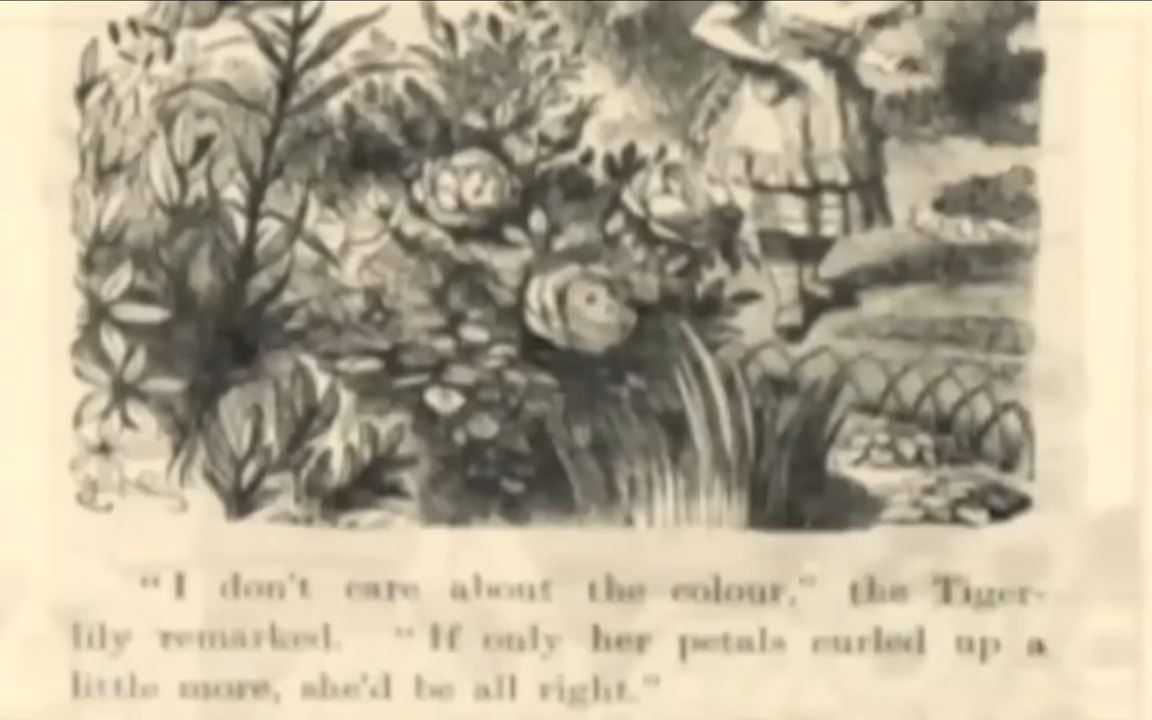 “I don't care about the colour,” the Tiger-
lily remarked. “If only her petals curled up a
little more, she'd be all right.”